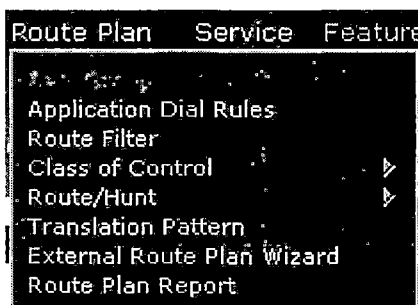 Route Plan Service Feature
Application Dial Rules
Route Filter
Class of Control
Route/Hunt
Translation Pattern
External Route Plan Wizard
Route Plan Report